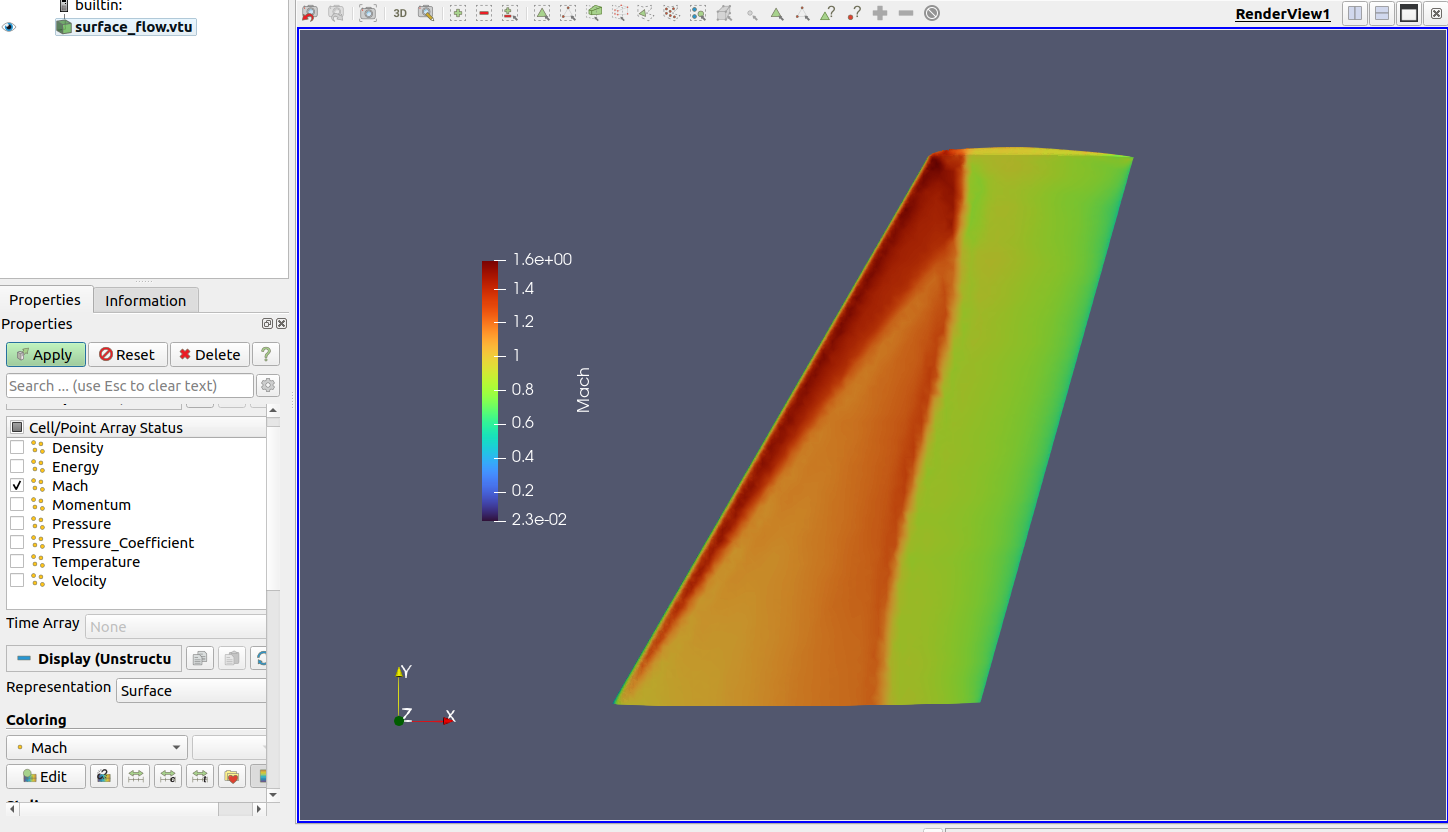 builtin:
surface_flow.vtu
3D
RenderView1
Properties
Information
Properties
Apply
Reset
Delete
?
Search ... (use Esc to clear text)
Cell/Point Array Status
Density
Energy
Mach
Momentum
Pressure
Pressure_Coefficient
Temperature
Velocity
Time Array
None
Display (Unstructu
Representation
Surface
Coloring
Mach
Edit
1.6e+00
1.4
1.2
1
0.8
0.6
0.4
0.2
2.3e-02
Mach
Y
Z
X